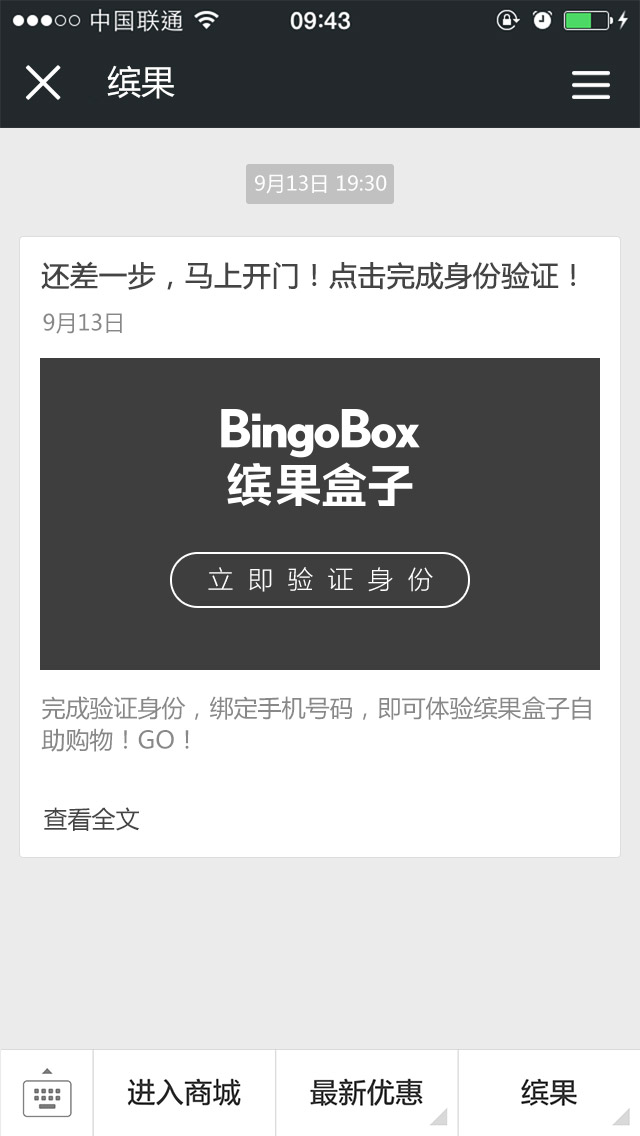 中国联通 09:43
缤果
9月13日 19:30
还差一步，马上开门！点击完成身份验证！
9月13日
BingoBox
缤果盒子
立即验证身份
完成验证身份，绑定手机号码，即可体验缤果盒子自
助购物！GO！
查看全文
进入商城 最新优惠 缤果